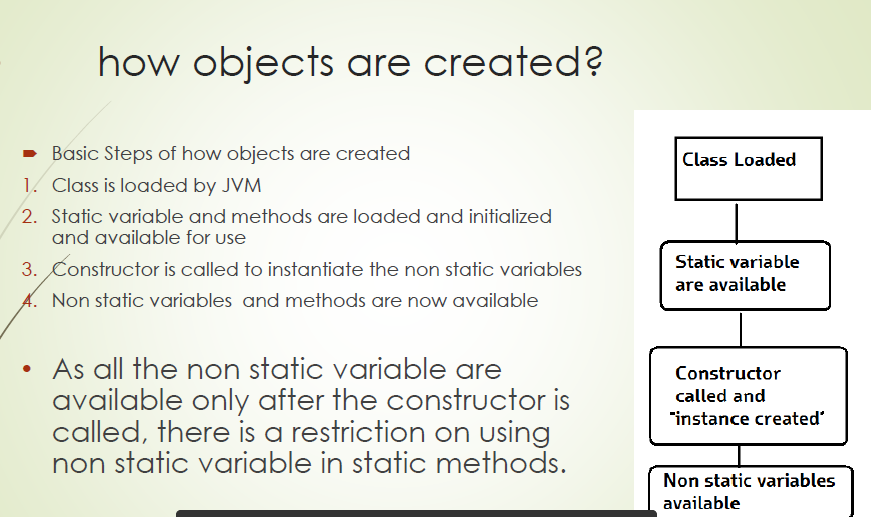 how objects are created?
Basic Steps of how objects are created
1. Class is loaded by JVM
2. Static variable and methods are loaded and initialized
and available for use
3. Constructor is called to instantiate the non static variables
4. Non static variables and methods are now available
• As all the non static variable are
available only after the constructor is
called, there is a restriction on using
non static variable in static methods.
Class Loaded
Static variable
are available
Constructor
called and
"instance created"
Non static variables
available